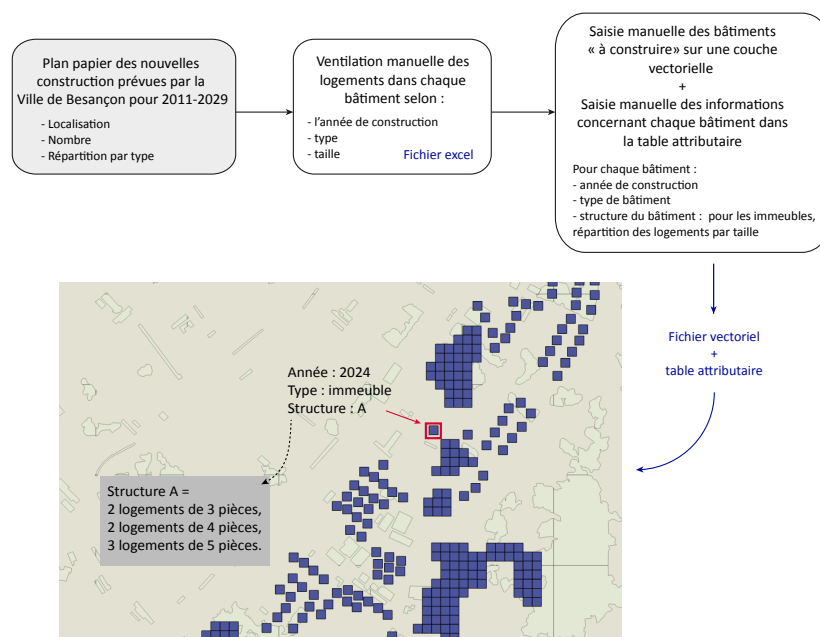 Plan papier des nouvelles
construction prévues par la
Ville de Besançon pour 2011-2029
- Localisation
- Nombre
- Répartition par type
Ventilation manuelle des
logements dans chaque
bâtiment selon :
- l'année de construction
- type
- taille
Fichier excel
Saisie manuelle des bâtiments
« à construire» sur une couche
vectorielle
+
Saisie manuelle des informations
concernant chaque bâtiment dans
la table attributaire
Pour chaque bâtiment :
- année de construction
- type de bâtiment
- structure du bâtiment : pour les immeubles,
répartition des logements par taille
Fichier vectoriel
+
table attributaire
Année : 2024
Type : immeuble
Structure : A
Structure A =
2 logements de 3 pièces,
2 logements de 4 pièces,
3 logements de 5 pièces.